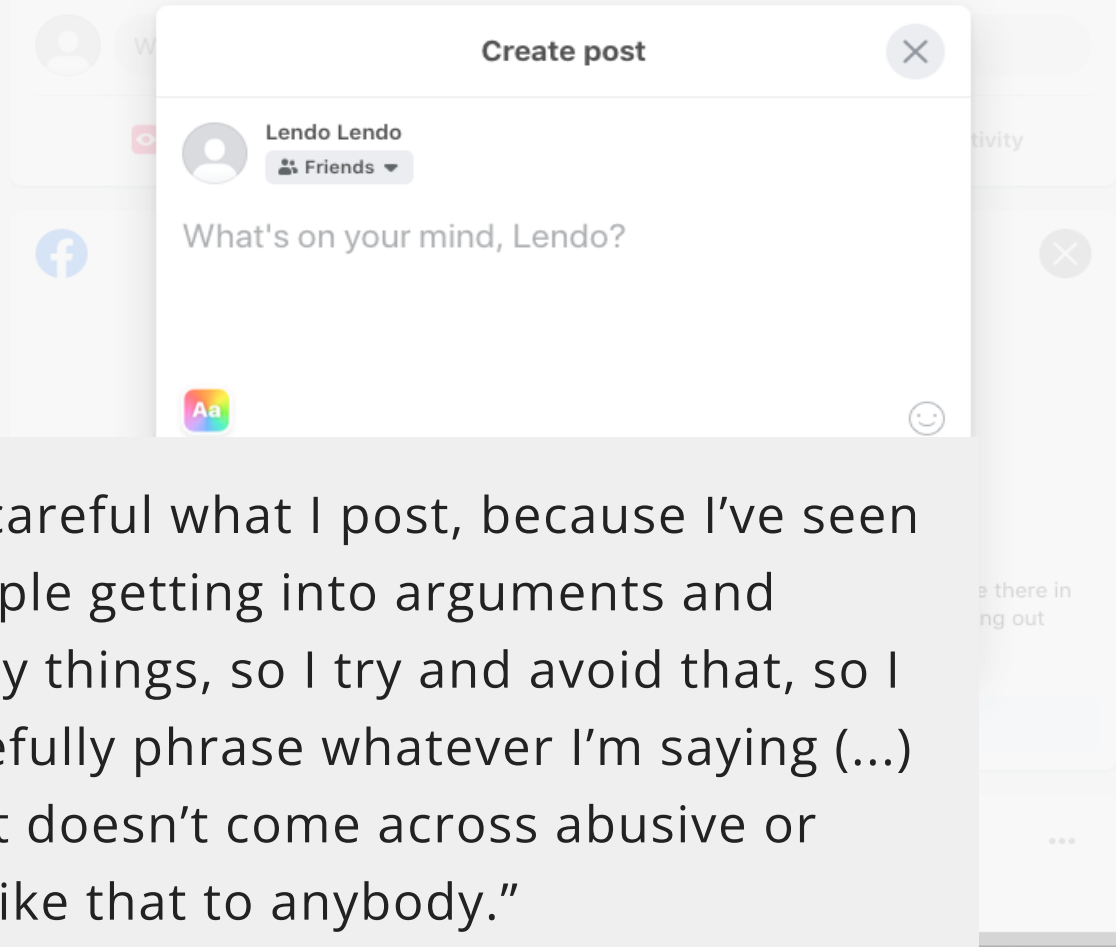 W
Create post
Lendo Lendo
Friends
tivity
What's on your mind, Lendo?
Aa
careful what I post, because I’ve seen
ple getting into arguments and
e there in
ng out
y things, so I try and avoid that, so I
efully phrase whatever I’m saying (...)
t doesn’t come across abusive or
ike that to anybody.”